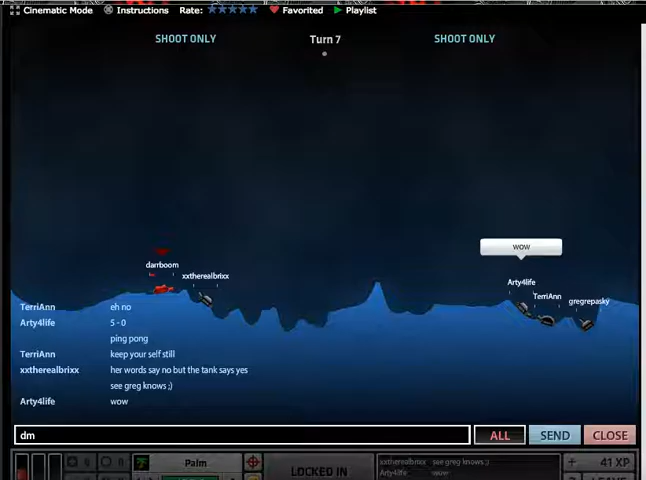 Cinematic Mode Instructions Rate: Favorited Playlist
SHOOT ONLY Turn 7 SHOOT ONLY
wow
darrboom
xxtherealbrixx
Arty4life
TerriAnn
gregrepasky
TerriAnn eh no
Arty4life 5 - 0
ping pong
TerriAnn keep your self still
xxtherealbrixx her words say no but the tank says yes
see greg knows ;)
Arty4life wow
dm ALL SEND CLOSE
Palm LOCKED IN xxtherealbrixx see greg knows ;) 41 XP
Arty4life wow